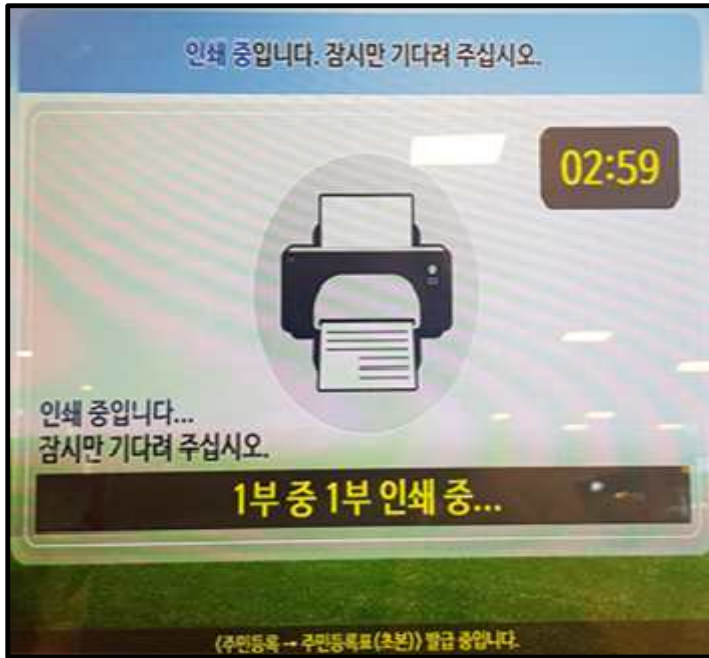 인쇄 중입니다. 잠시만 기다려 주십시오.
02:59
인쇄 중입니다...
잠시만 기다려 주십시오.
1부 중 1부 인쇄 중...
(주민등록 → 주민등록표(초본)) 발급 중입니다.